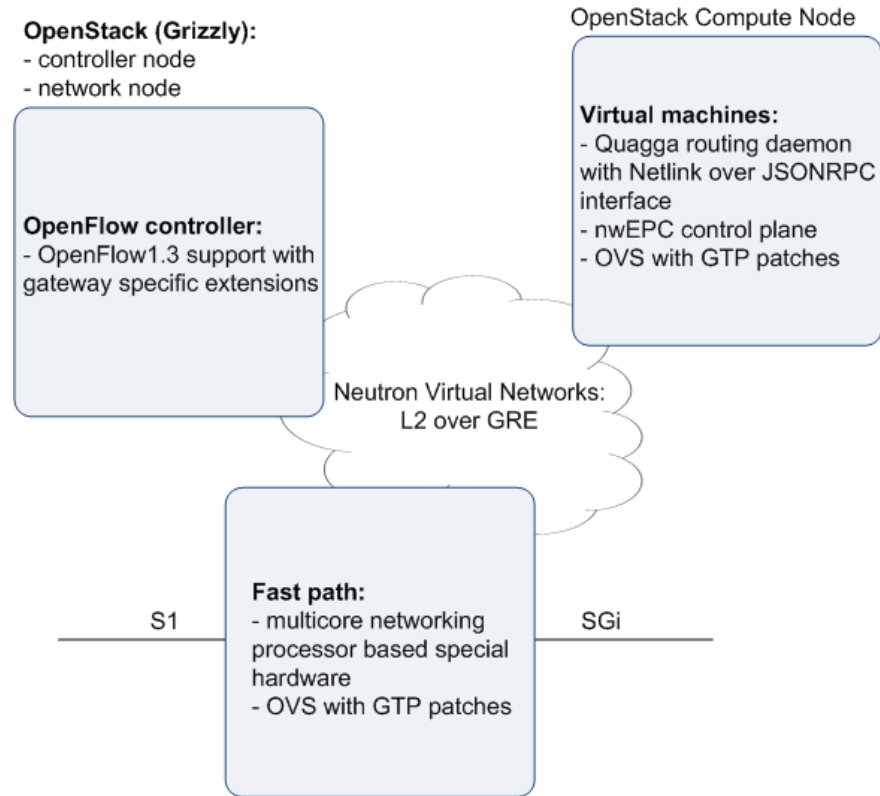 OpenStack (Grizzly):
- controller node
- network node
OpenFlow controller:
- OpenFlow1.3 support with
gateway specific extensions
OpenStack Compute Node
Virtual machines:
- Quagga routing daemon
with Netlink over JSONRPC
interface
- nwEPC control plane
- OVS with GTP patches
Neutron Virtual Networks:
L2 over GRE
S1
Fast path:
- multicore networking
processor based special
hardware
- OVS with GTP patches
SGi